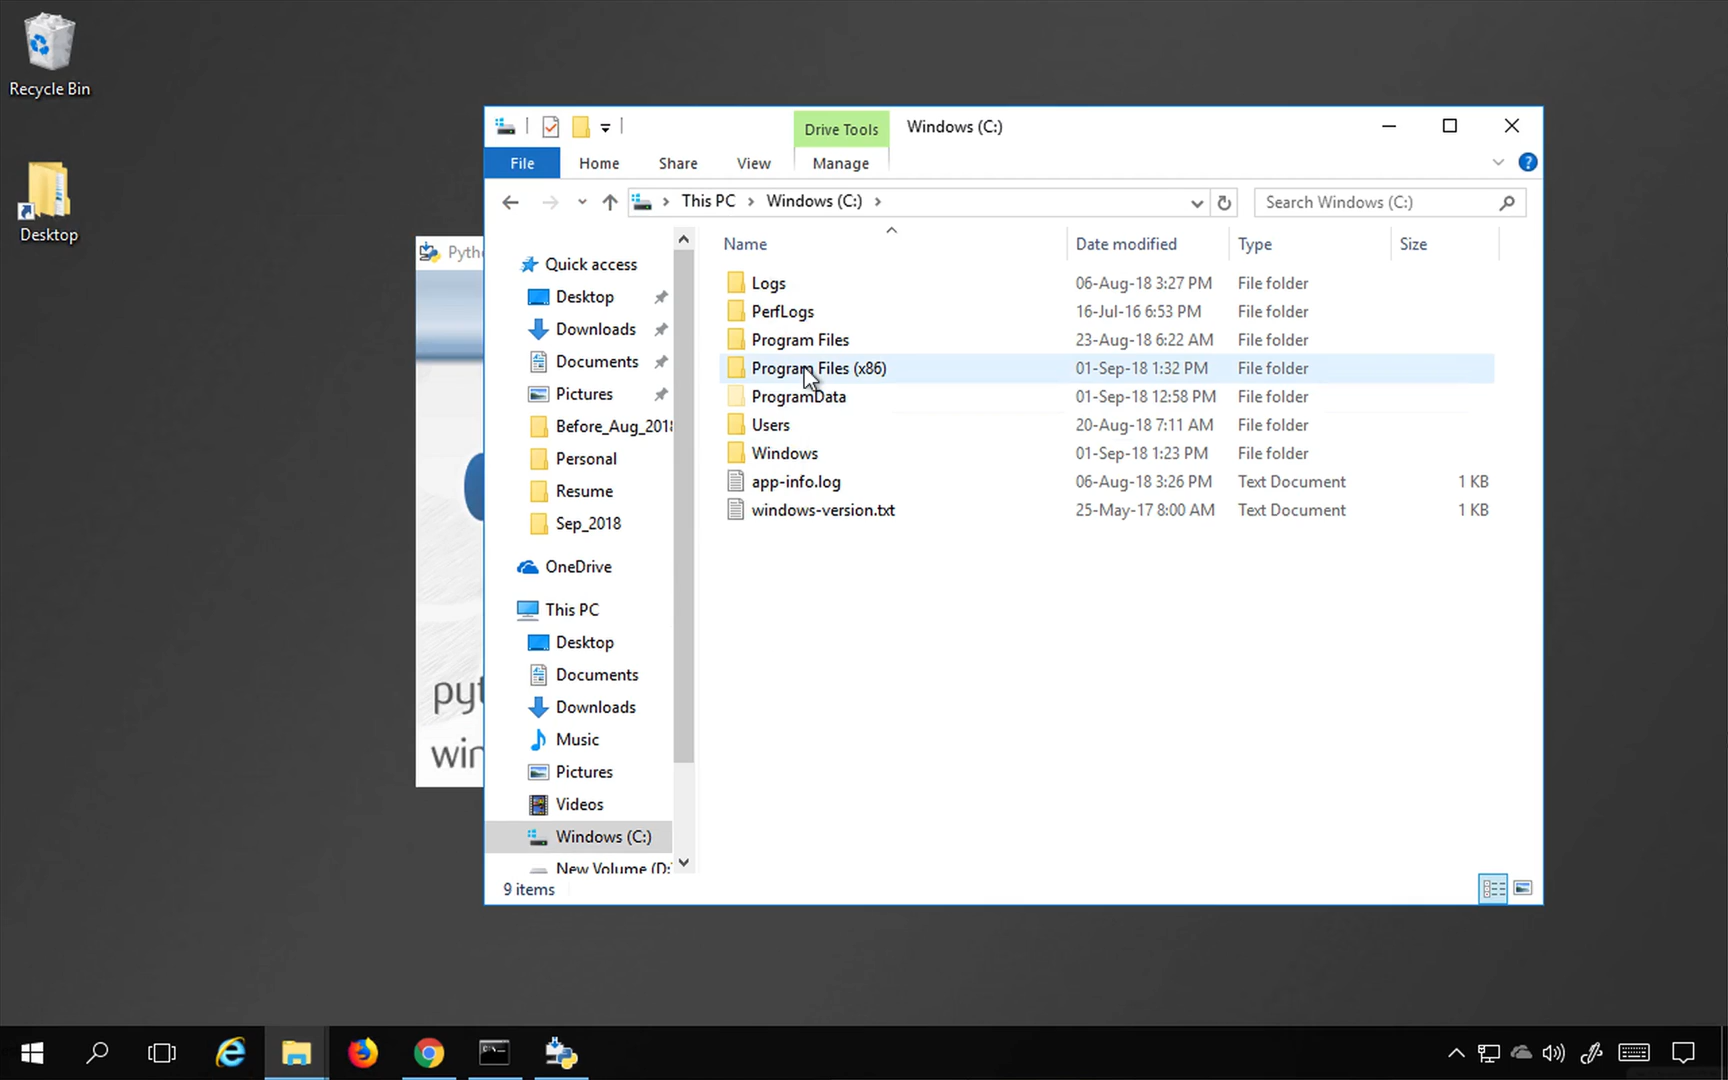 Recycle Bin
Desktop
Drive Tools
Windows (C:)
File
Home
Share
View
Manage
This PC
Windows (C:)
Search Windows (C:)
Name
Date modified
Type
Size
Quick access
Desktop
Downloads
Documents
Pictures
Before_Aug_2018
Personal
Resume
Sep_2018
OneDrive
This PC
Desktop
Documents
Downloads
Music
Pictures
Videos
Windows (C:)
New Volume (D:
Logs 06-Aug-18 3:27 PM File folder
PerfLogs 16-Jul-16 6:53 PM File folder
Program Files 23-Aug-18 6:22 AM File folder
Program Files (x86) 01-Sep-18 1:32 PM File folder
ProgramData 01-Sep-18 12:58 PM File folder
Users 20-Aug-18 7:11 AM File folder
Windows 01-Sep-18 1:23 PM File folder
app-info.log 06-Aug-18 3:26 PM Text Document 1 KB
windows-version.txt 25-May-17 8:00 AM Text Document 1 KB
9 items
Pytho
pyt
win